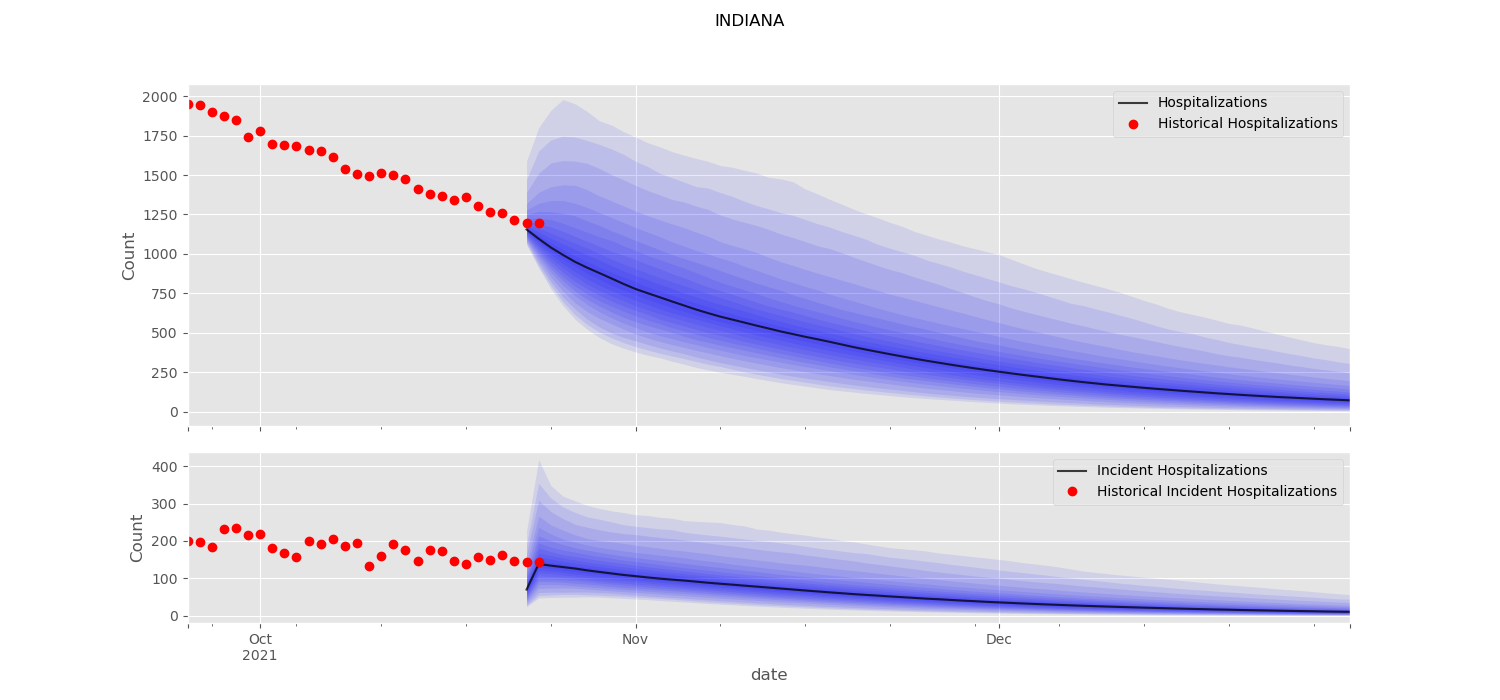 INDIANA
2000
1750
1500
1250
1000
750
500
250
0
Count
Hospitalizations
Historical Hospitalizations
400
300
200
100
0
Count
Incident Hospitalizations
Historical Incident Hospitalizations
Oct
2021
Nov
Dec
date